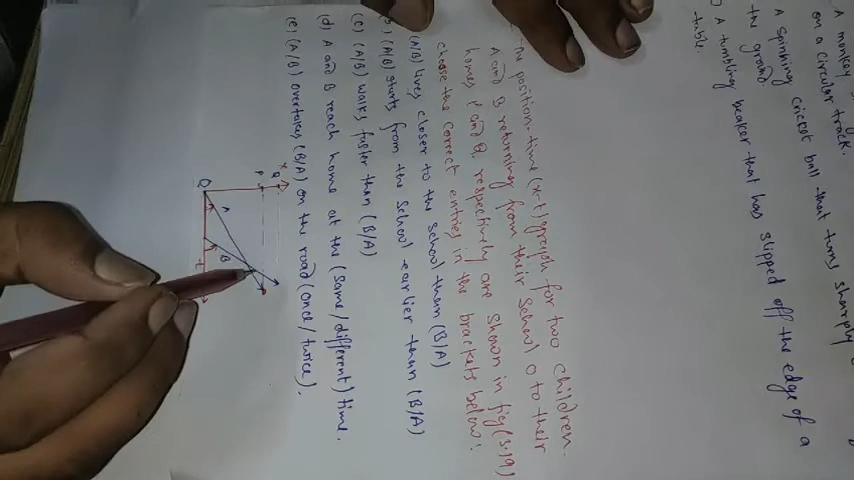 A monkey
on a circular track.
A spinning cricket ball that turns sharply
the ground.
A tumbling beaker that has slipped off the edge of a
table.
The position-time (x-t) graph for two children
A and B returning from their school O to their
homes P and Q respectively are shown in fig (3.19)
choose the correct entries in the brackets below:
(A/B) lives closer to the school than (B/A)
(A/B) starts from the school earlier than (B/A)
(c) (A/B) walks faster than (B/A)
(d) A and B reach home at the (same/different) time.
(e) (A/B) overtakes (B/A) on the road (once/twice).
x
Q
P
O
A
B
t